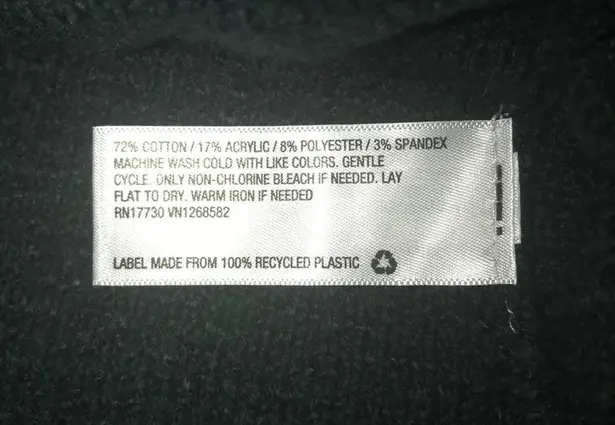 72% COTTON / 17% ACRYLIC / 8% POLYESTER / 3% SPANDEX
MACHINE WASH COLD WITH LIKE COLORS. GENTLE
CYCLE. ONLY NON-CHLORINE BLEACH IF NEEDED. LAY
FLAT TO DRY. WARM IRON IF NEEDED
RN17730 VN1268582
LABEL MADE FROM 100% RECYCLED PLASTIC